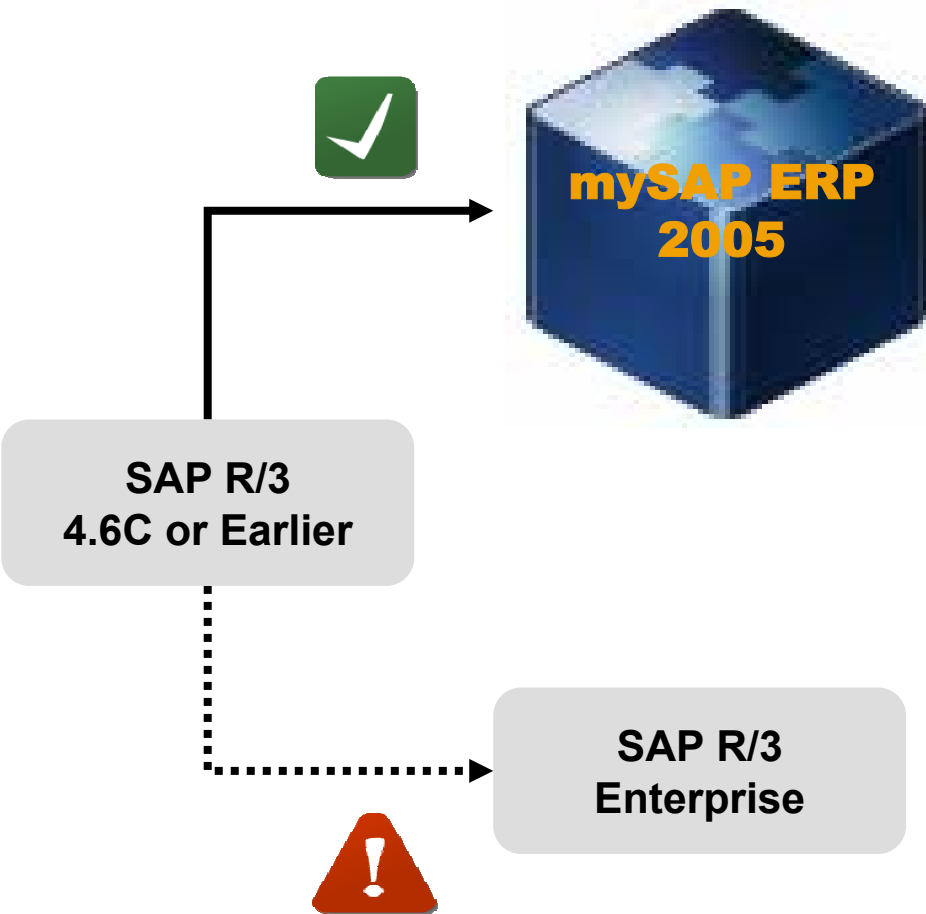 mySAP ERP
2005
SAP R/3
4.6C or Earlier
SAP R/3
Enterprise